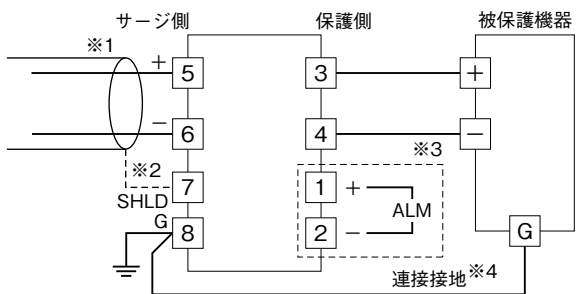 サージ側 保護側 被保護機器
※1
+ 5 3 +
− 6 4 −
※2 ※3
SHLD 7 1 + ALM
G 8 2 −
G
連接接地※4